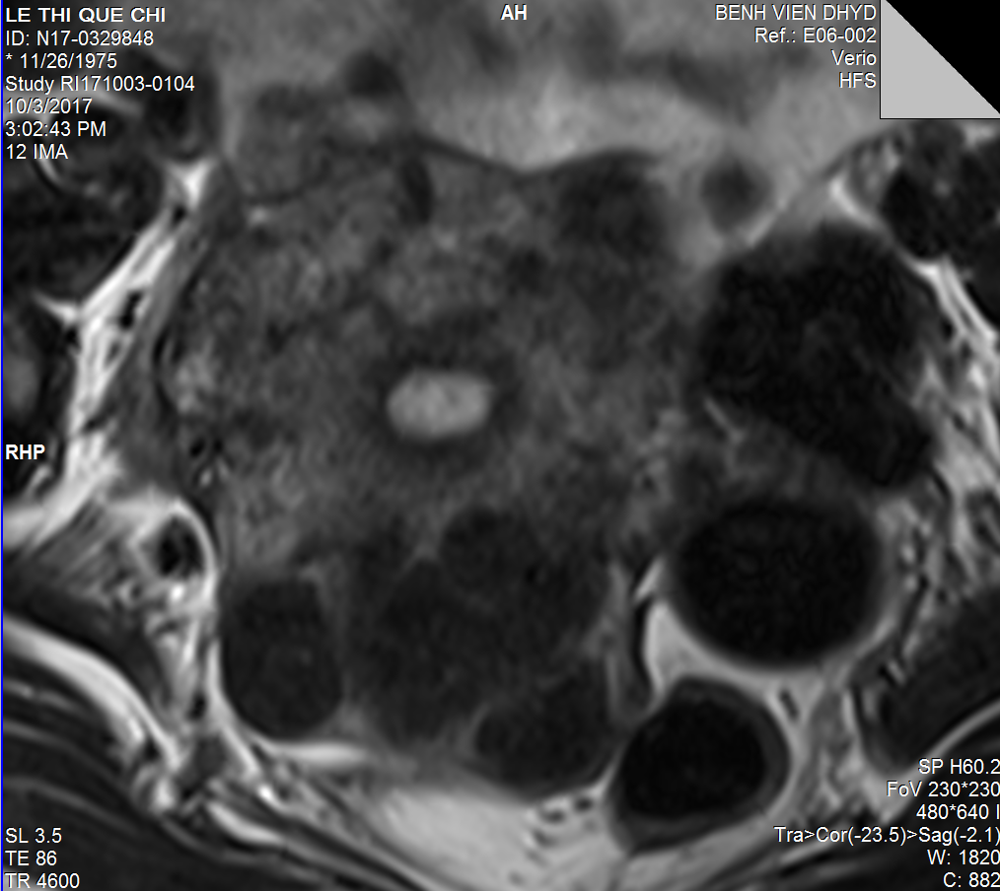 LE THI QUE CHI
ID: N17-0329848
* 11/26/1975
Study RI171003-0104
10/3/2017
3:02:43 PM
12 IMA
AH
BENH VIEN DHYD
Ref.: E06-002
Verio
HFS
RHP
SL 3.5
TE 86
TR 4600
SP H60.2
FoV 230*230
480*640 I
Tra>Cor(-23.5)>Sag(-2.1)
W: 1820
C: 882